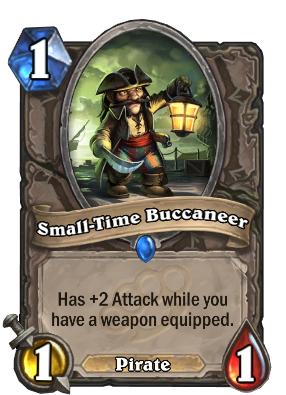 1
Small-Time Buccaneer
Has +2 Attack while you
have a weapon equipped.
1
Pirate
1